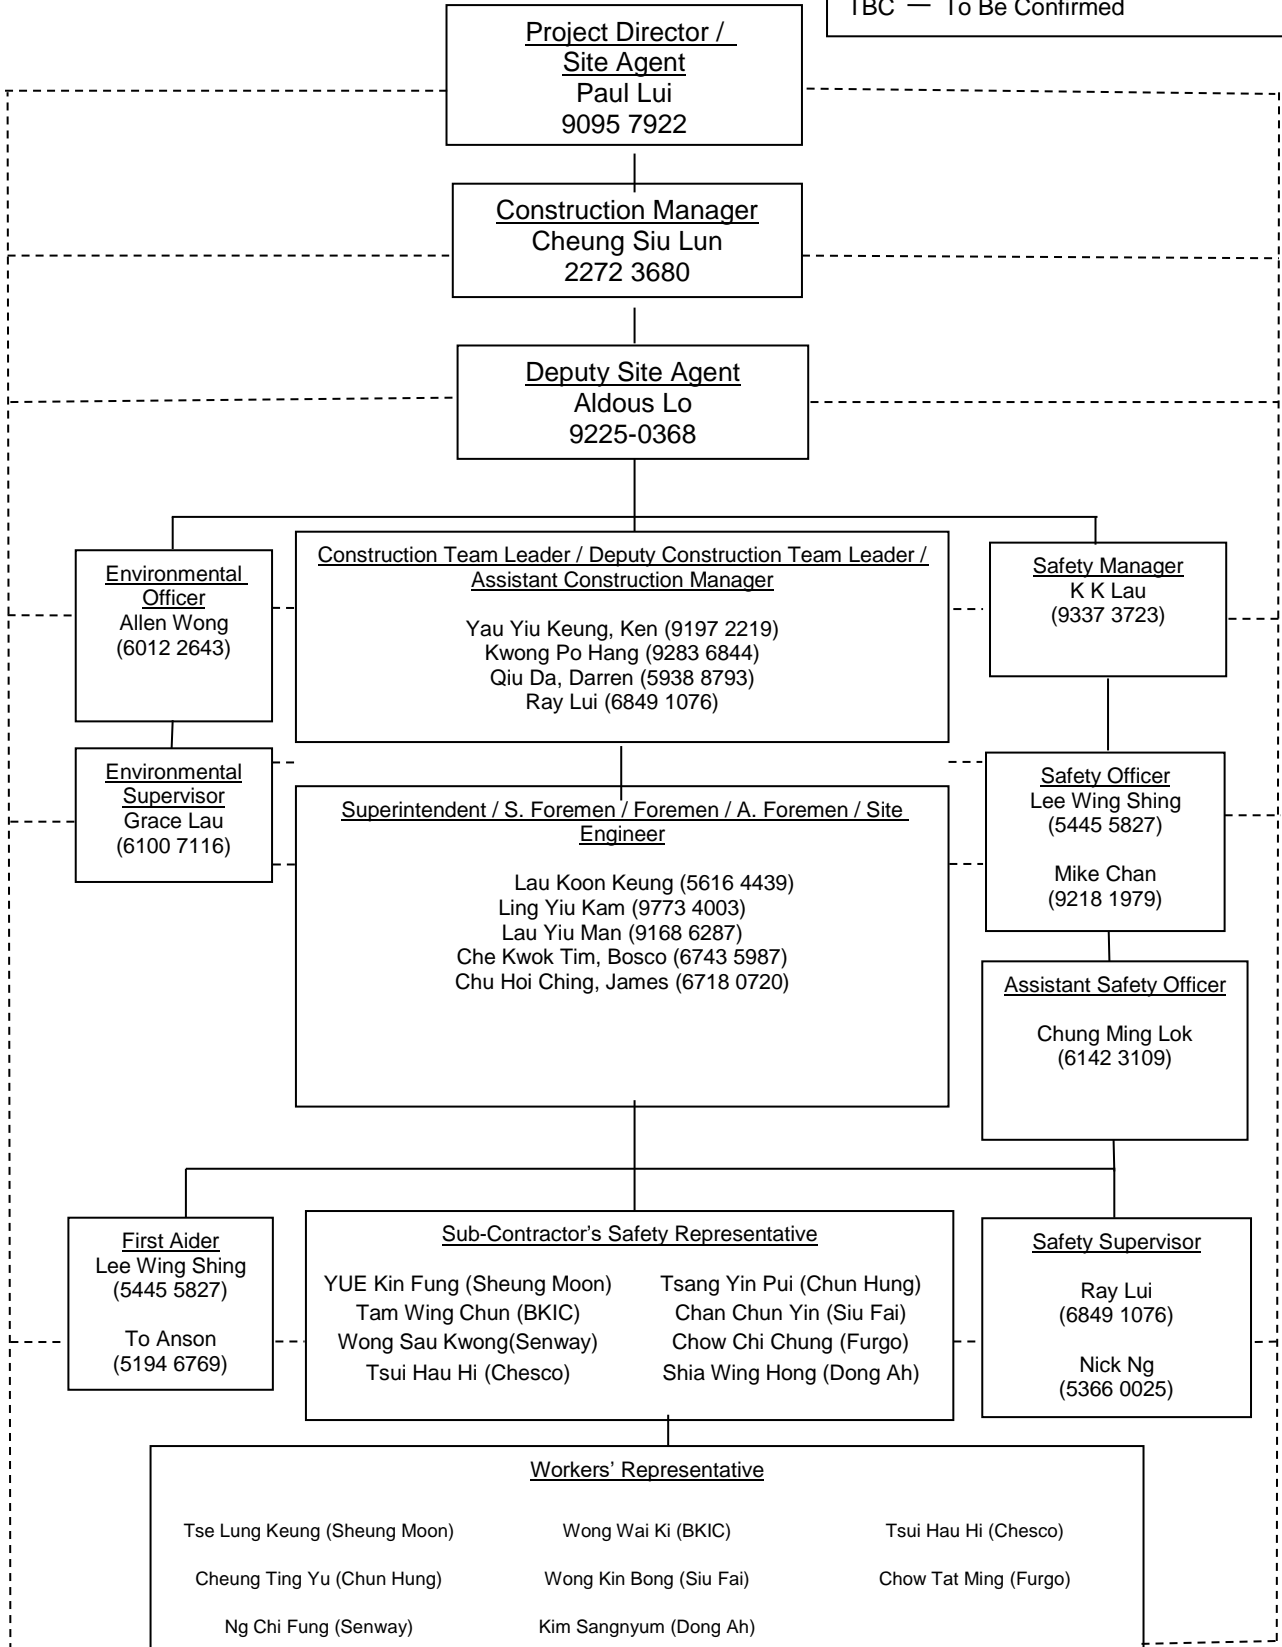 TBC — To Be Confirmed
Project Director /
Site Agent
Paul Lui
9095 7922
Construction Manager
Cheung Siu Lun
2272 3680
Deputy Site Agent
Aldous Lo
9225-0368
Environmental
Officer
Allen Wong
(6012 2643)
Construction Team Leader / Deputy Construction Team Leader /
Assistant Construction Manager
Yau Yiu Keung, Ken (9197 2219)
Kwong Po Hang (9283 6844)
Qiu Da, Darren (5938 8793)
Ray Lui (6849 1076)
Safety Manager
K K Lau
(9337 3723)
Environmental
Supervisor
Grace Lau
(6100 7116)
Superintendent / S. Foremen / Foremen / A. Foremen / Site
Engineer
Lau Koon Keung (5616 4439)
Ling Yiu Kam (9773 4003)
Lau Yiu Man (9168 6287)
Che Kwok Tim, Bosco (6743 5987)
Chu Hoi Ching, James (6718 0720)
Safety Officer
Lee Wing Shing
(5445 5827)
Mike Chan
(9218 1979)
Assistant Safety Officer
Chung Ming Lok
(6142 3109)
First Aider
Lee Wing Shing
(5445 5827)
To Anson
(5194 6769)
Sub-Contractor's Safety Representative
YUE Kin Fung (Sheung Moon) Tsang Yin Pui (Chun Hung)
Tam Wing Chun (BKIC) Chan Chun Yin (Siu Fai)
Wong Sau Kwong(Senway) Chow Chi Chung (Furgo)
Tsui Hau Hi (Chesco) Shia Wing Hong (Dong Ah)
Safety Supervisor
Ray Lui
(6849 1076)
Nick Ng
(5366 0025)
Workers' Representative
Tse Lung Keung (Sheung Moon) Wong Wai Ki (BKIC) Tsui Hau Hi (Chesco)
Cheung Ting Yu (Chun Hung) Wong Kin Bong (Siu Fai) Chow Tat Ming (Furgo)
Ng Chi Fung (Senway) Kim Sangnyum (Dong Ah)